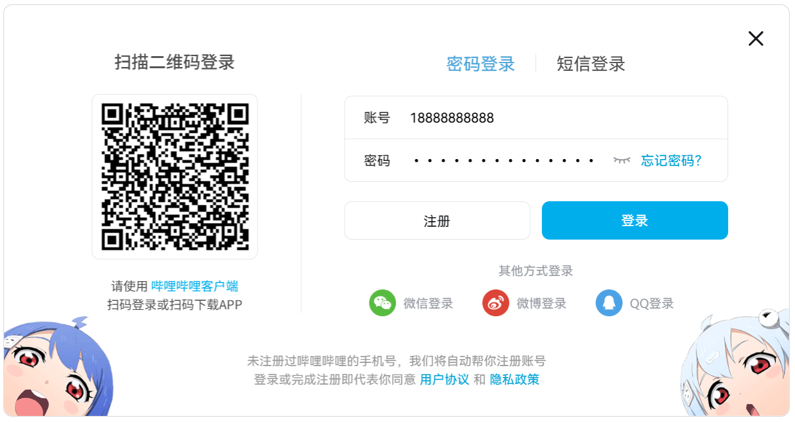 扫描二维码登录
请使用 哔哩哔哩客户端
扫码登录或扫码下载APP
密码登录 短信登录
账号 18888888888
密码 ••••••••••••••• 忘记密码?
注册 登录
其他方式登录
微信登录 微博登录 QQ登录
未注册过哔哩哔哩的手机号，我们将自动帮你注册账号
登录或完成注册即代表你同意 用户协议 和 隐私政策